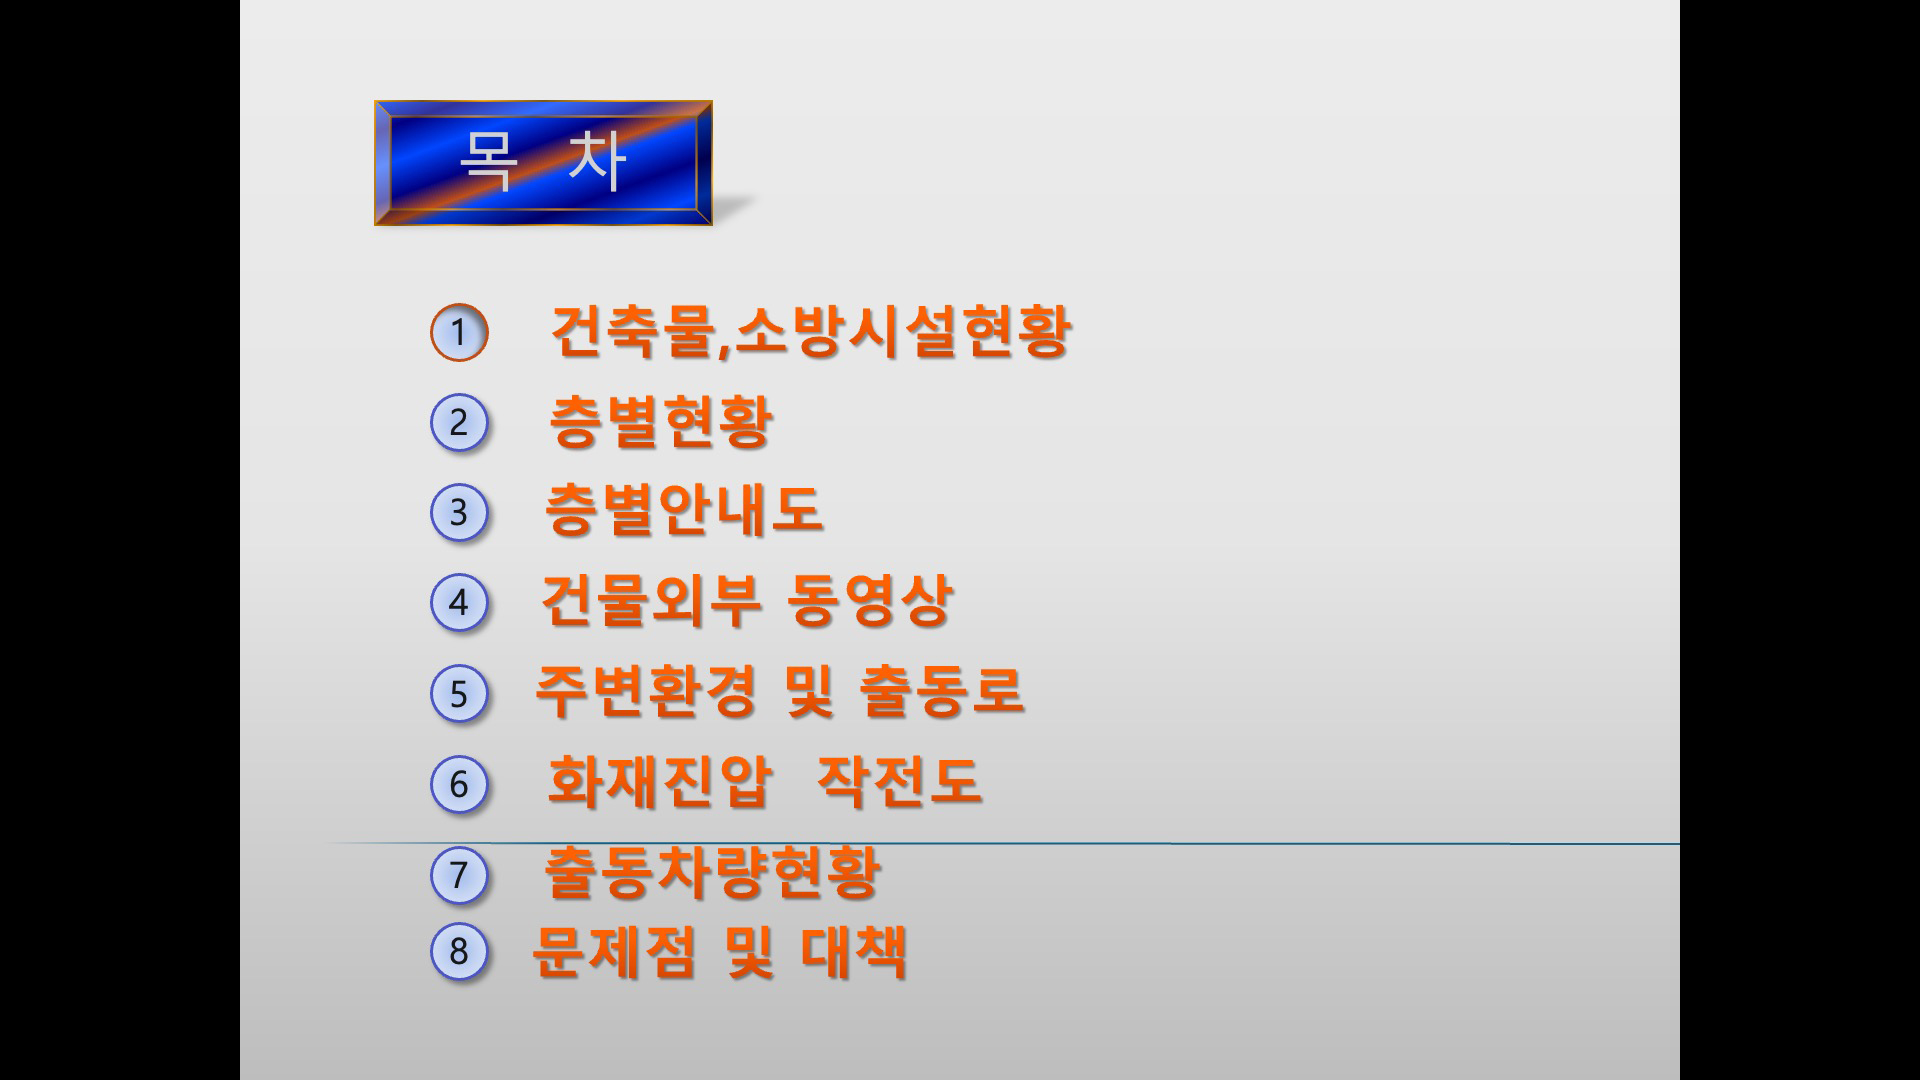 목 차
1 건축물,소방시설현황
2 층별현황
3 층별안내도
4 건물외부 동영상
5 주변환경 및 출동로
6 화재진압 작전도
7 출동차량현황
8 문제점 및 대책